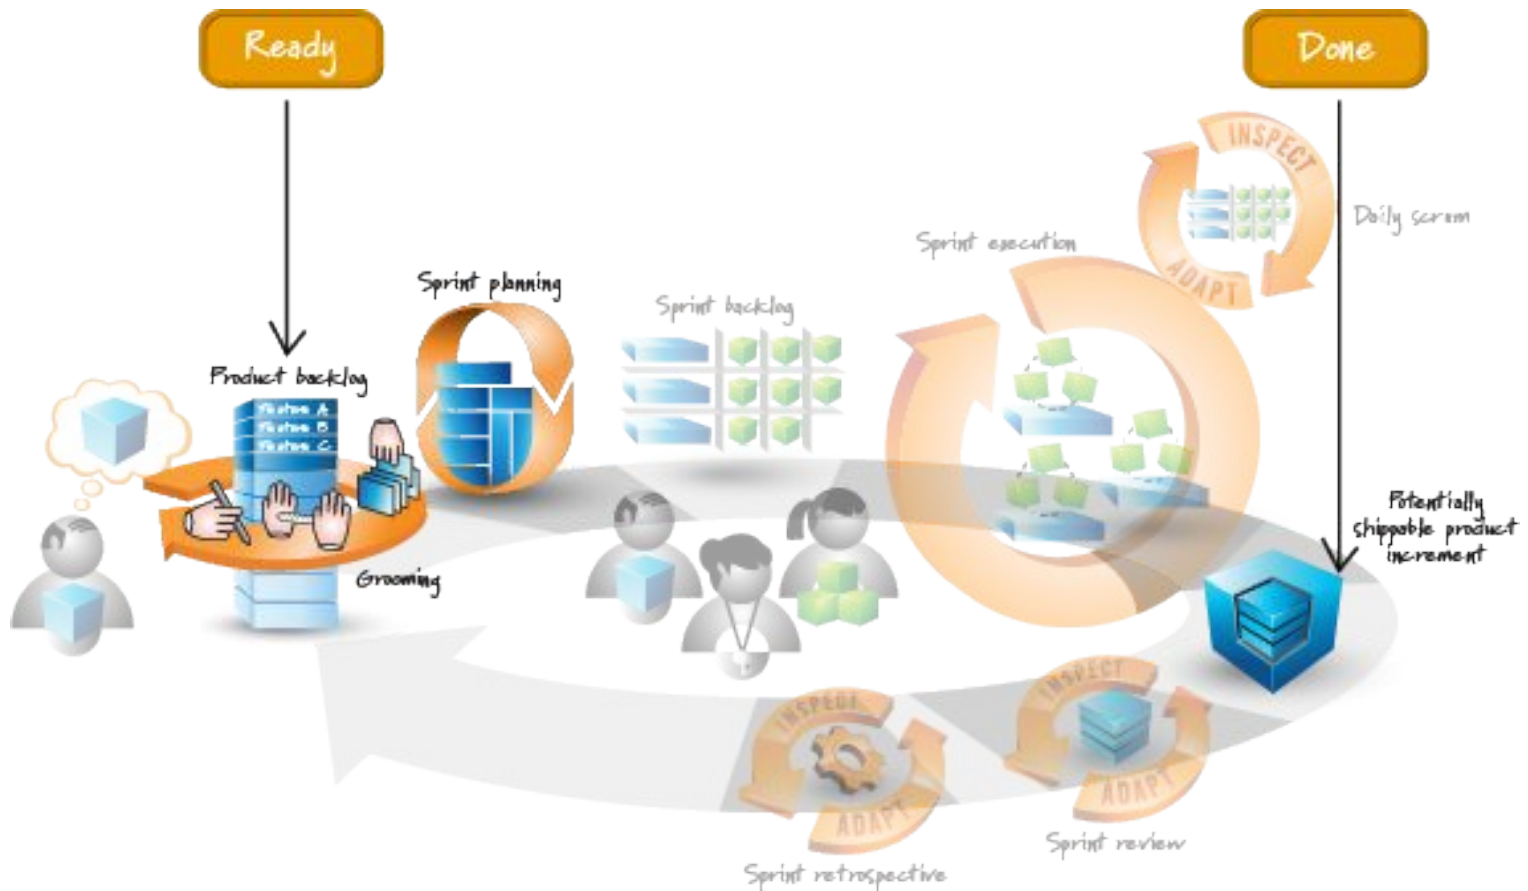 Ready
Done
INSPECT
ADAPT
Daily scrum
Sprint execution
Sprint planning
Sprint backlog
Product backlog
Feature A
Feature B
Feature C
Grooming
Potentially
shippable product
increment
INSPECT
ADAPT
Sprint review
INSPECT
ADAPT
Sprint retrospective